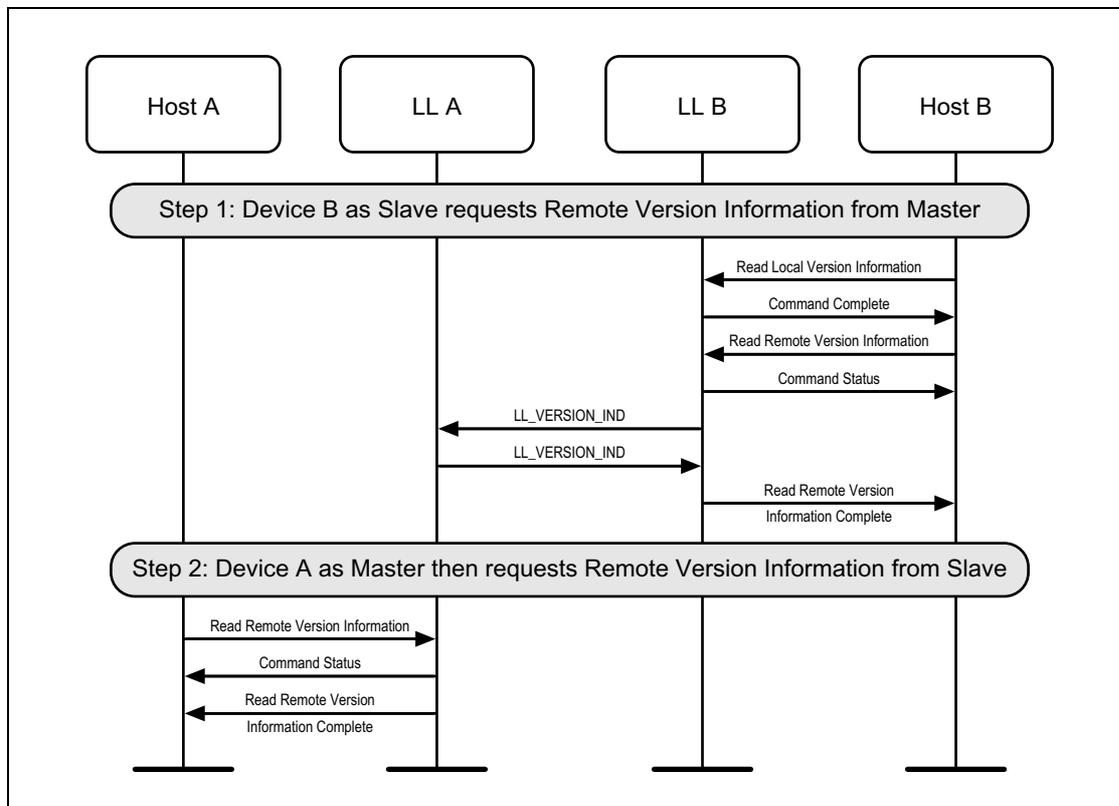 Host A
LL A
LL B
Host B
Step 1: Device B as Slave requests Remote Version Information from Master
Read Local Version Information
Command Complete
Read Remote Version Information
Command Status
LL_VERSION_IND
LL_VERSION_IND
Read Remote Version
Information Complete
Step 2: Device A as Master then requests Remote Version Information from Slave
Read Remote Version Information
Command Status
Read Remote Version
Information Complete